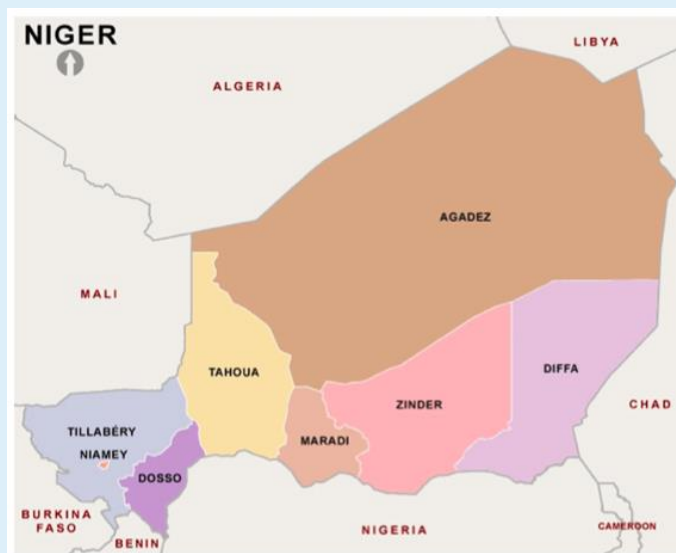 NIGER
LIBYA
ALGERIA
AGADEZ
MALI
TAHOUA
DIFFA
ZINDER
CHAD
TILLABÉRY
MARADI
NIAMEY
DOSSO
BURKINA
FASO
NIGERIA
CAMEROON
BENIN